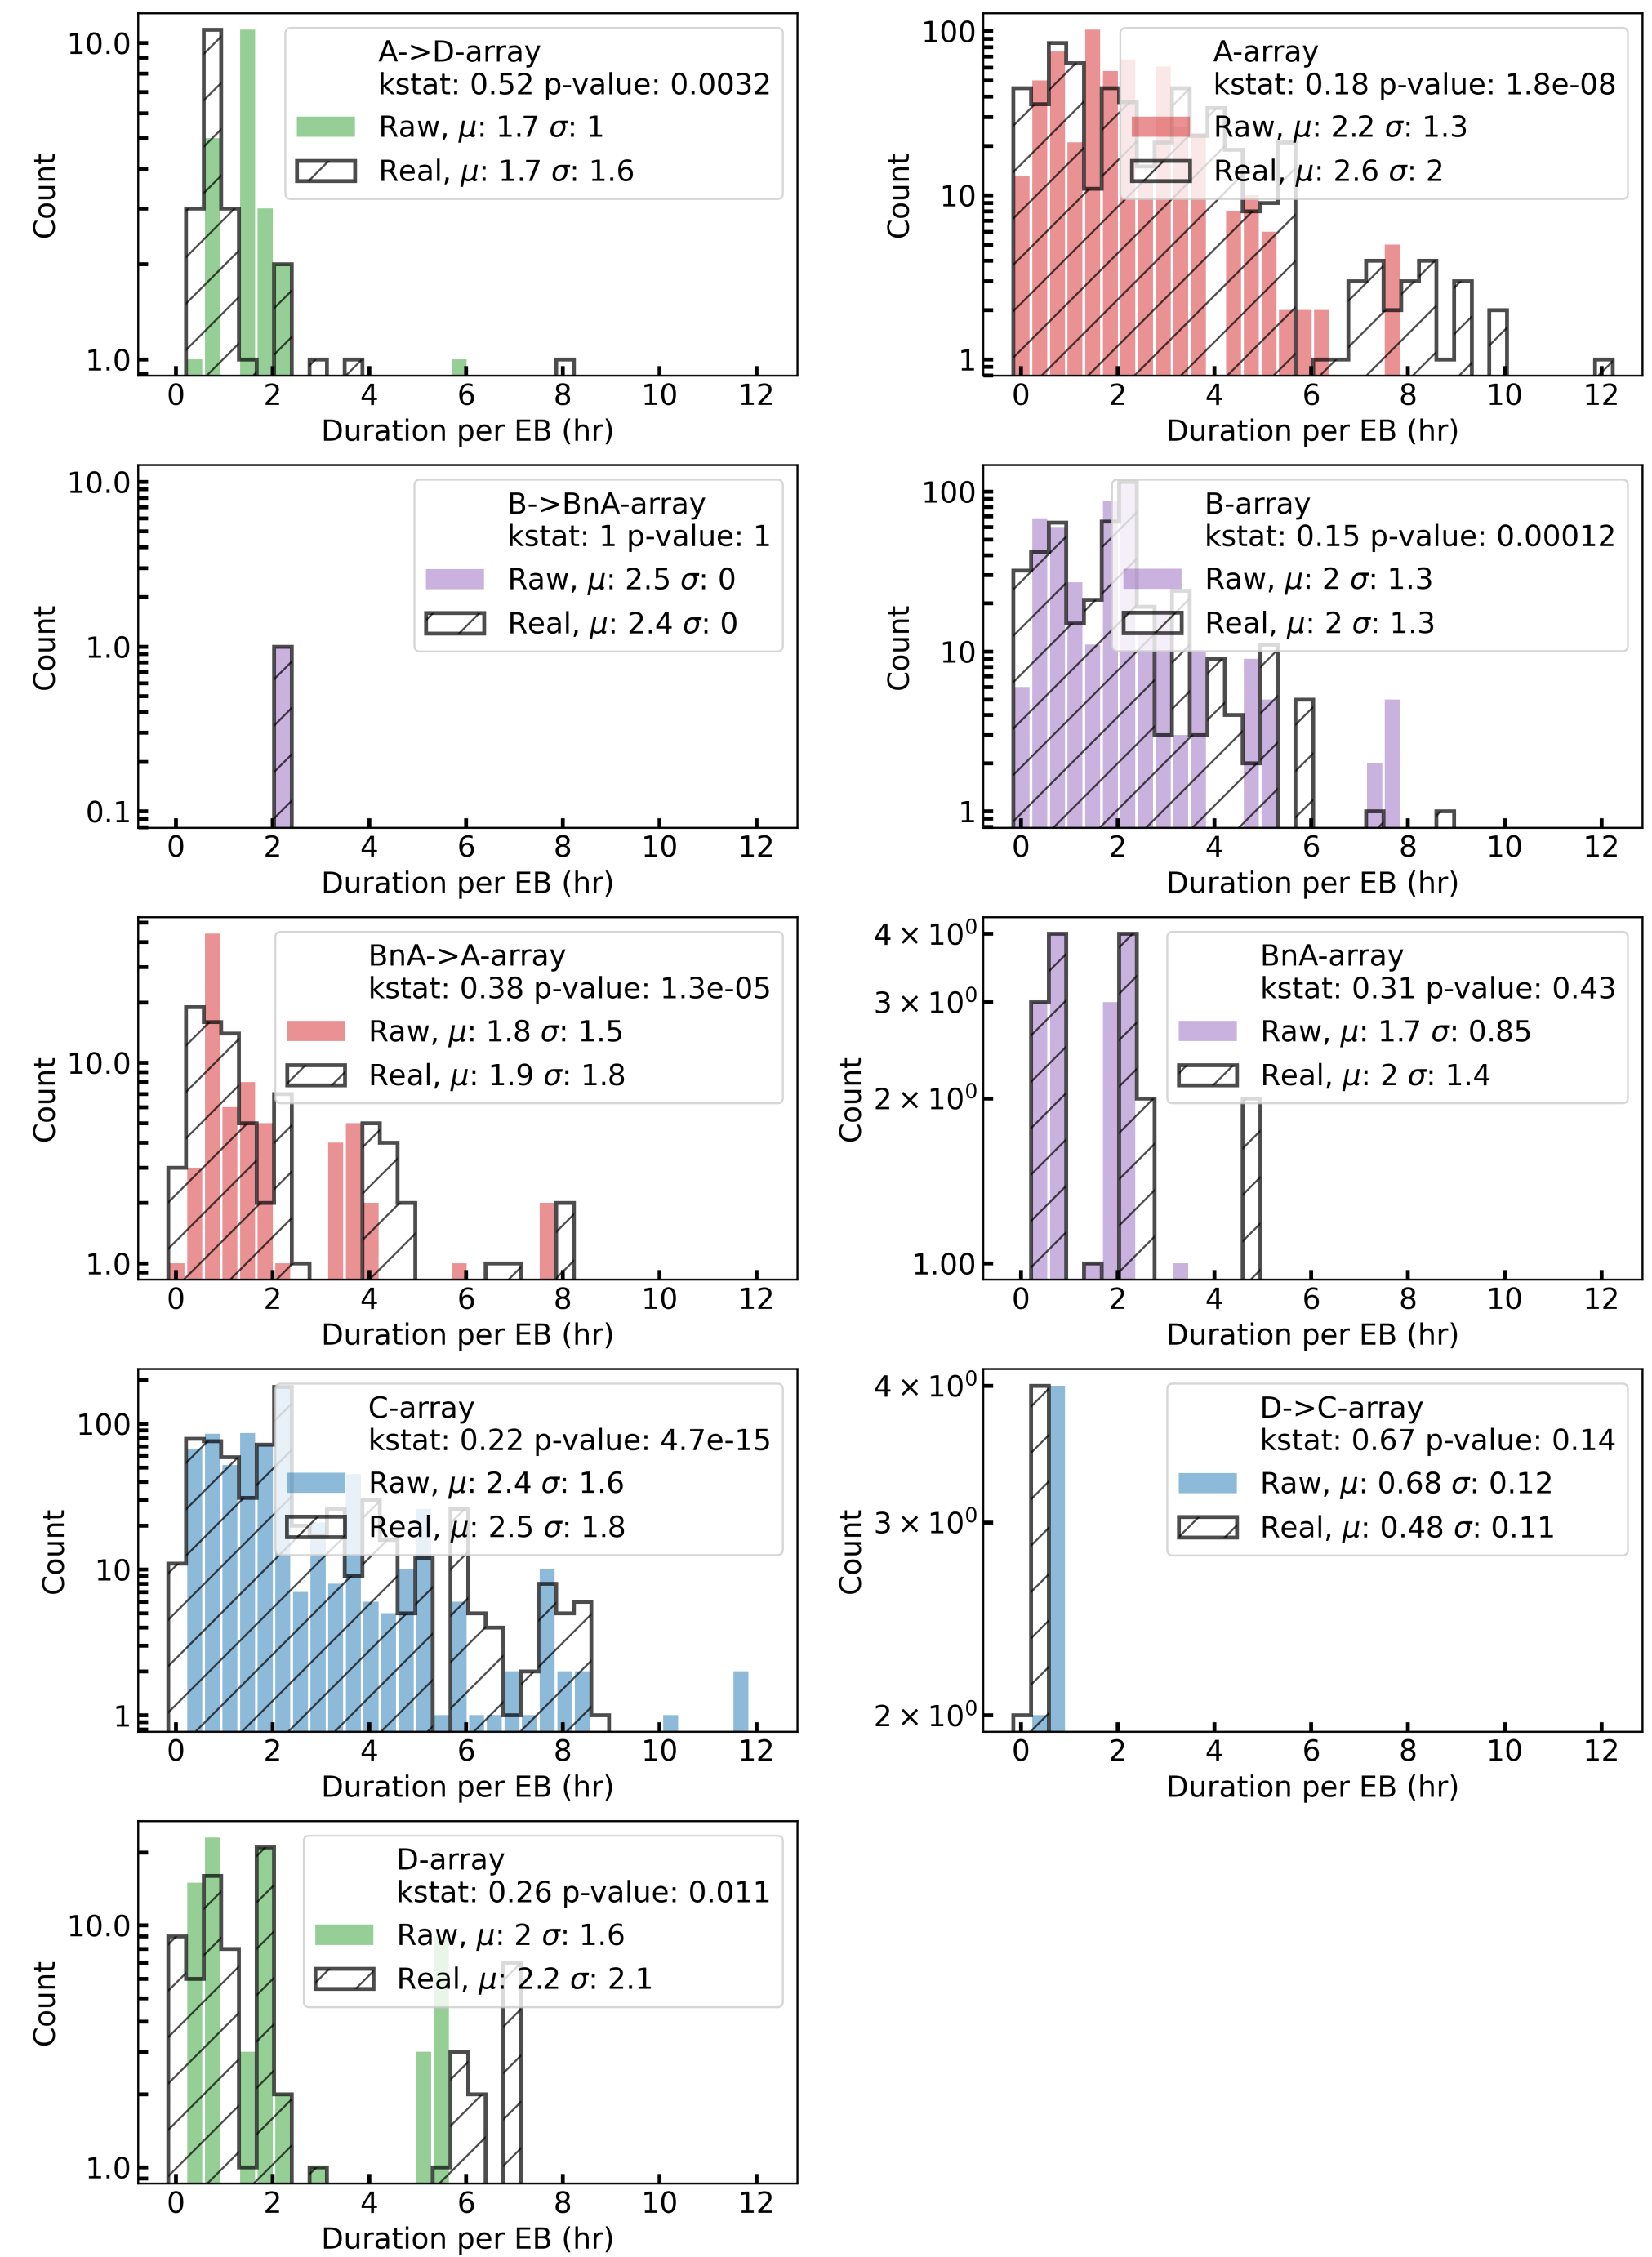 A->D-array
kstat: 0.52 p-value: 0.0032
Raw, μ: 1.7 σ: 1
Real, μ: 1.7 σ: 1.6
10.0
1.0
Count
0 2 4 6 8 10 12
Duration per EB (hr)
A-array
kstat: 0.18 p-value: 1.8e-08
Raw, μ: 2.2 σ: 1.3
Real, μ: 2.6 σ: 2
100
10
1
Count
0 2 4 6 8 10 12
Duration per EB (hr)
B->BnA-array
kstat: 1 p-value: 1
Raw, μ: 2.5 σ: 0
Real, μ: 2.4 σ: 0
10.0
1.0
0.1
Count
0 2 4 6 8 10 12
Duration per EB (hr)
B-array
kstat: 0.15 p-value: 0.00012
Raw, μ: 2 σ: 1.3
Real, μ: 2 σ: 1.3
100
10
1
Count
0 2 4 6 8 10 12
Duration per EB (hr)
BnA->A-array
kstat: 0.38 p-value: 1.3e-05
Raw, μ: 1.8 σ: 1.5
Real, μ: 1.9 σ: 1.8
10.0
1.0
Count
0 2 4 6 8 10 12
Duration per EB (hr)
BnA-array
kstat: 0.31 p-value: 0.43
Raw, μ: 1.7 σ: 0.85
Real, μ: 2 σ: 1.4
4 × 10⁰
3 × 10⁰
2 × 10⁰
1.00
Count
0 2 4 6 8 10 12
Duration per EB (hr)
C-array
kstat: 0.22 p-value: 4.7e-15
Raw, μ: 2.4 σ: 1.6
Real, μ: 2.5 σ: 1.8
100
10
1
Count
0 2 4 6 8 10 12
Duration per EB (hr)
D->C-array
kstat: 0.67 p-value: 0.14
Raw, μ: 0.68 σ: 0.12
Real, μ: 0.48 σ: 0.11
4 × 10⁰
3 × 10⁰
2 × 10⁰
Count
0 2 4 6 8 10 12
Duration per EB (hr)
D-array
kstat: 0.26 p-value: 0.011
Raw, μ: 2 σ: 1.6
Real, μ: 2.2 σ: 2.1
10.0
1.0
Count
0 2 4 6 8 10 12
Duration per EB (hr)